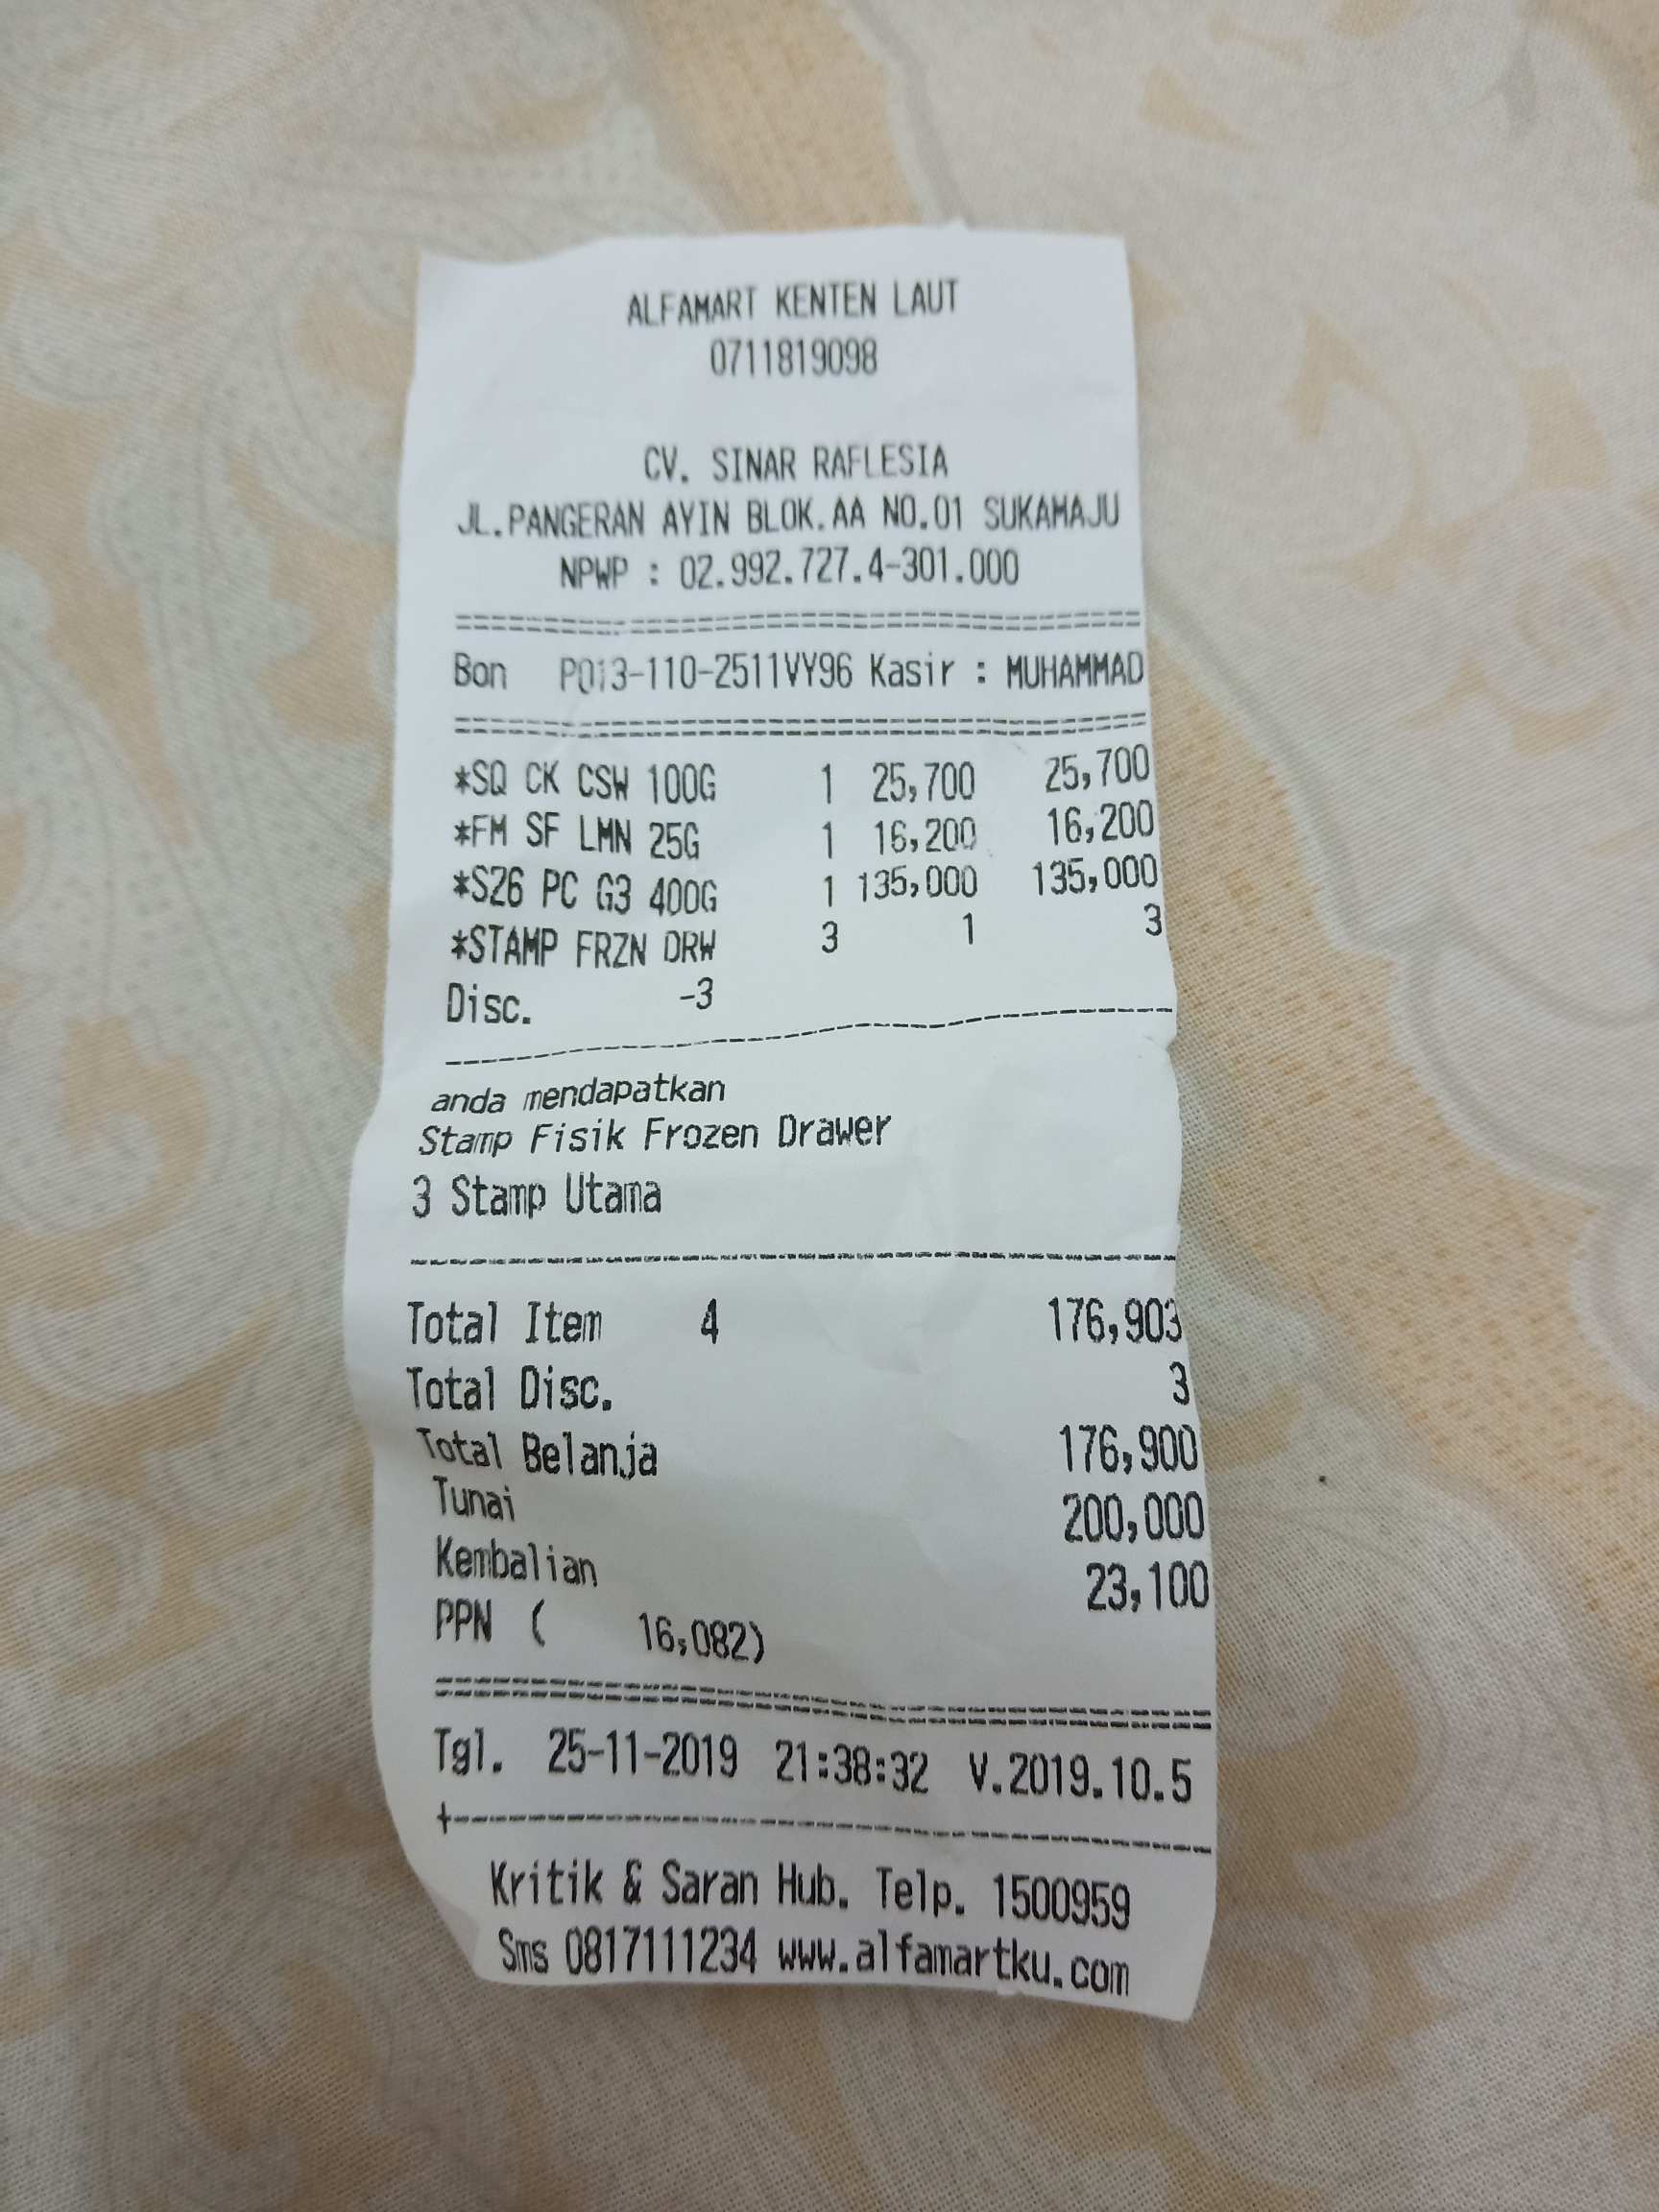 ALFAMART KENTEN LAUT
0711819098
CV. SINAR RAFLESIA
JL.PANGERAN AYIN BLOK.AA NO.01 SUKAMAJU
NPWP : 02.992.727.4-301.000
Bon P013-110-2511VY96 Kasir : MUHAMMAD
*SQ CK CSW 100G 1 25,700 25,700
*FM SF LMN 25G 1 16,200 16,200
*S26 PC G3 400G 1 135,000 135,000
*STAMP FRZN DRW 3 1 3
Disc. -3
anda mendapatkan
Stamp Fisik Frozen Drawer
3 Stamp Utama
Total Item 4 176,903
Total Disc. 3
Total Belanja 176,900
Tunai 200,000
Kembalian 23,100
PPN ( 16,082)
Tgl. 25-11-2019 21:38:32 V.2019.10.5
Kritik & Saran Hub. Telp. 1500959
Sms 0817111234 www.alfamartku.com